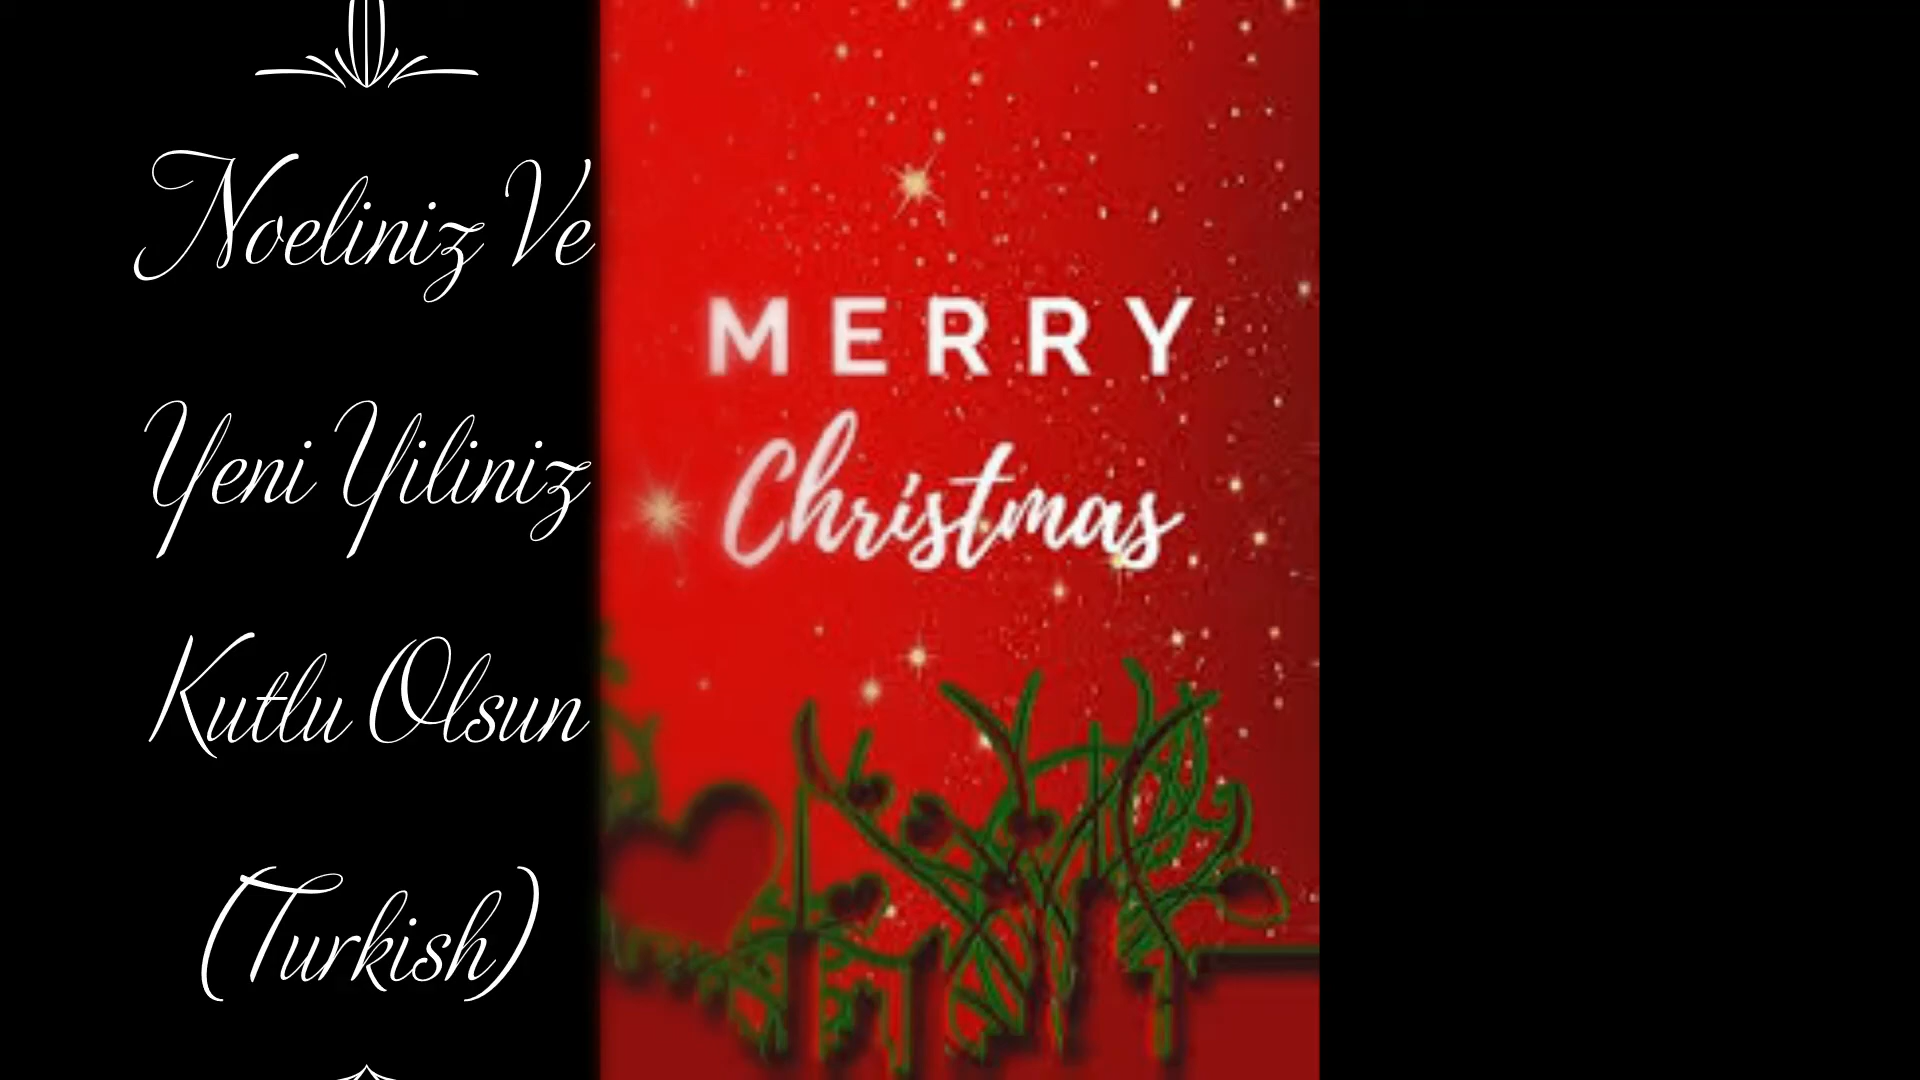 Noeliniz Ve
Yeni Yiliniz
Kutlu Olsun
(Turkish)
MERRY
Christmas